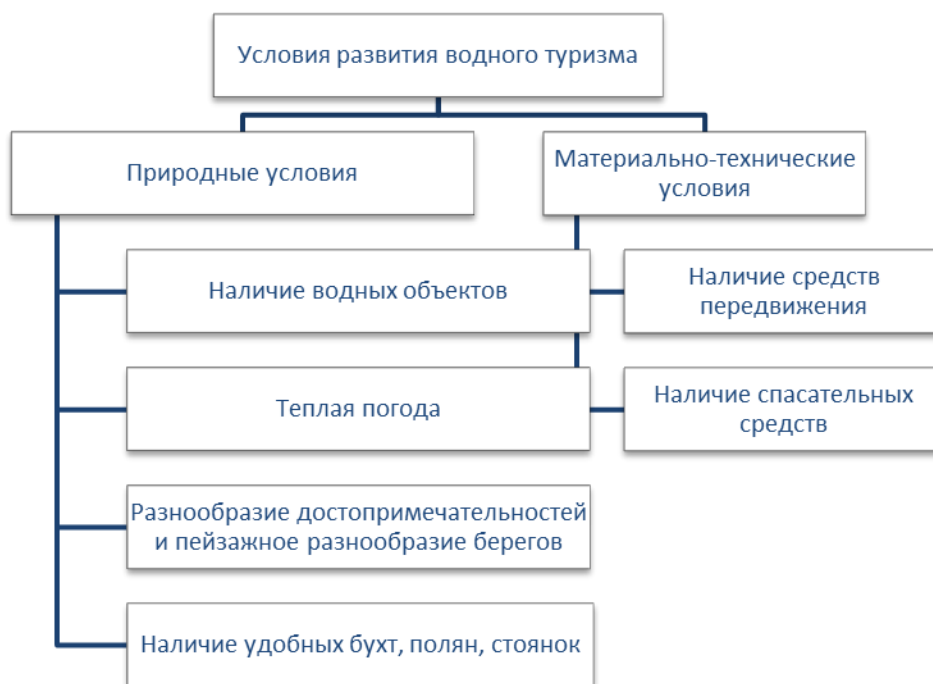 Условия развития водного туризма
Природные условия
Материально-технические
условия
Наличие водных объектов
Наличие средств
передвижения
Теплая погода
Наличие спасательных
средств
Разнообразие достопримечательностей
и пейзажное разнообразие берегов
Наличие удобных бухт, полян, стоянок